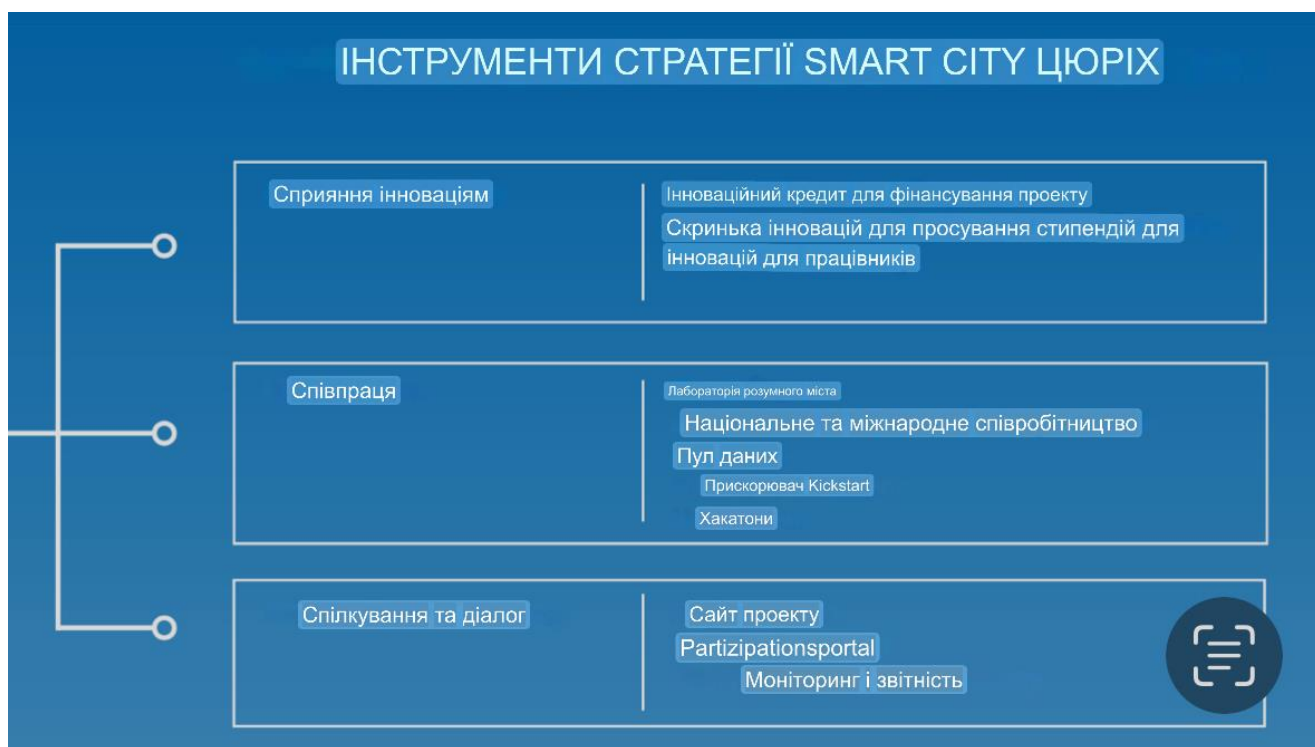 ІНСТРУМЕНТИ СТРАТЕГІЇ SMART CITY ЦЮРІХ
Сприяння інноваціям
Інноваційний кредит для фінансування проекту
Скринька інновацій для просування стипендій для
інновацій для працівників
Співпраця
Лабораторія розумного міста
Національне та міжнародне співробітництво
Пул даних
Прискорювач Kickstart
Хакатони
Спілкування та діалог
Сайт проекту
Partizipationsportal
Моніторинг і звітність